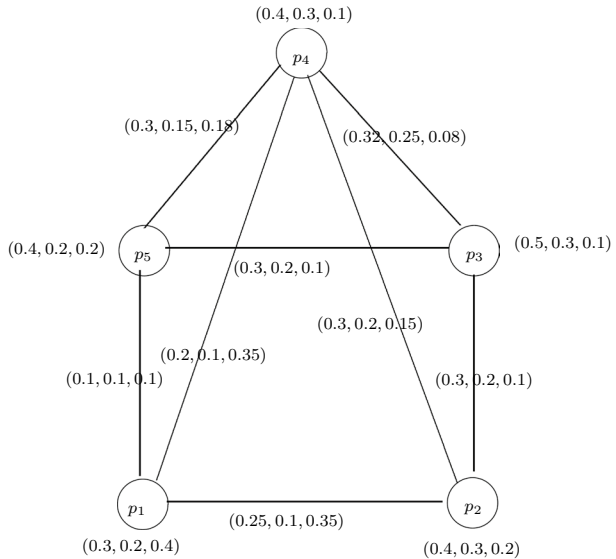 (0.4, 0.3, 0.1)
p₄
(0.3, 0.15, 0.18)
(0.32, 0.25, 0.08)
(0.4, 0.2, 0.2)
p₅
p₃
(0.5, 0.3, 0.1)
(0.3, 0.2, 0.1)
(0.3, 0.2, 0.15)
(0.2, 0.1, 0.35)
(0.1, 0.1, 0.1)
(0.3, 0.2, 0.1)
p₁
p₂
(0.25, 0.1, 0.35)
(0.3, 0.2, 0.4)
(0.4, 0.3, 0.2)